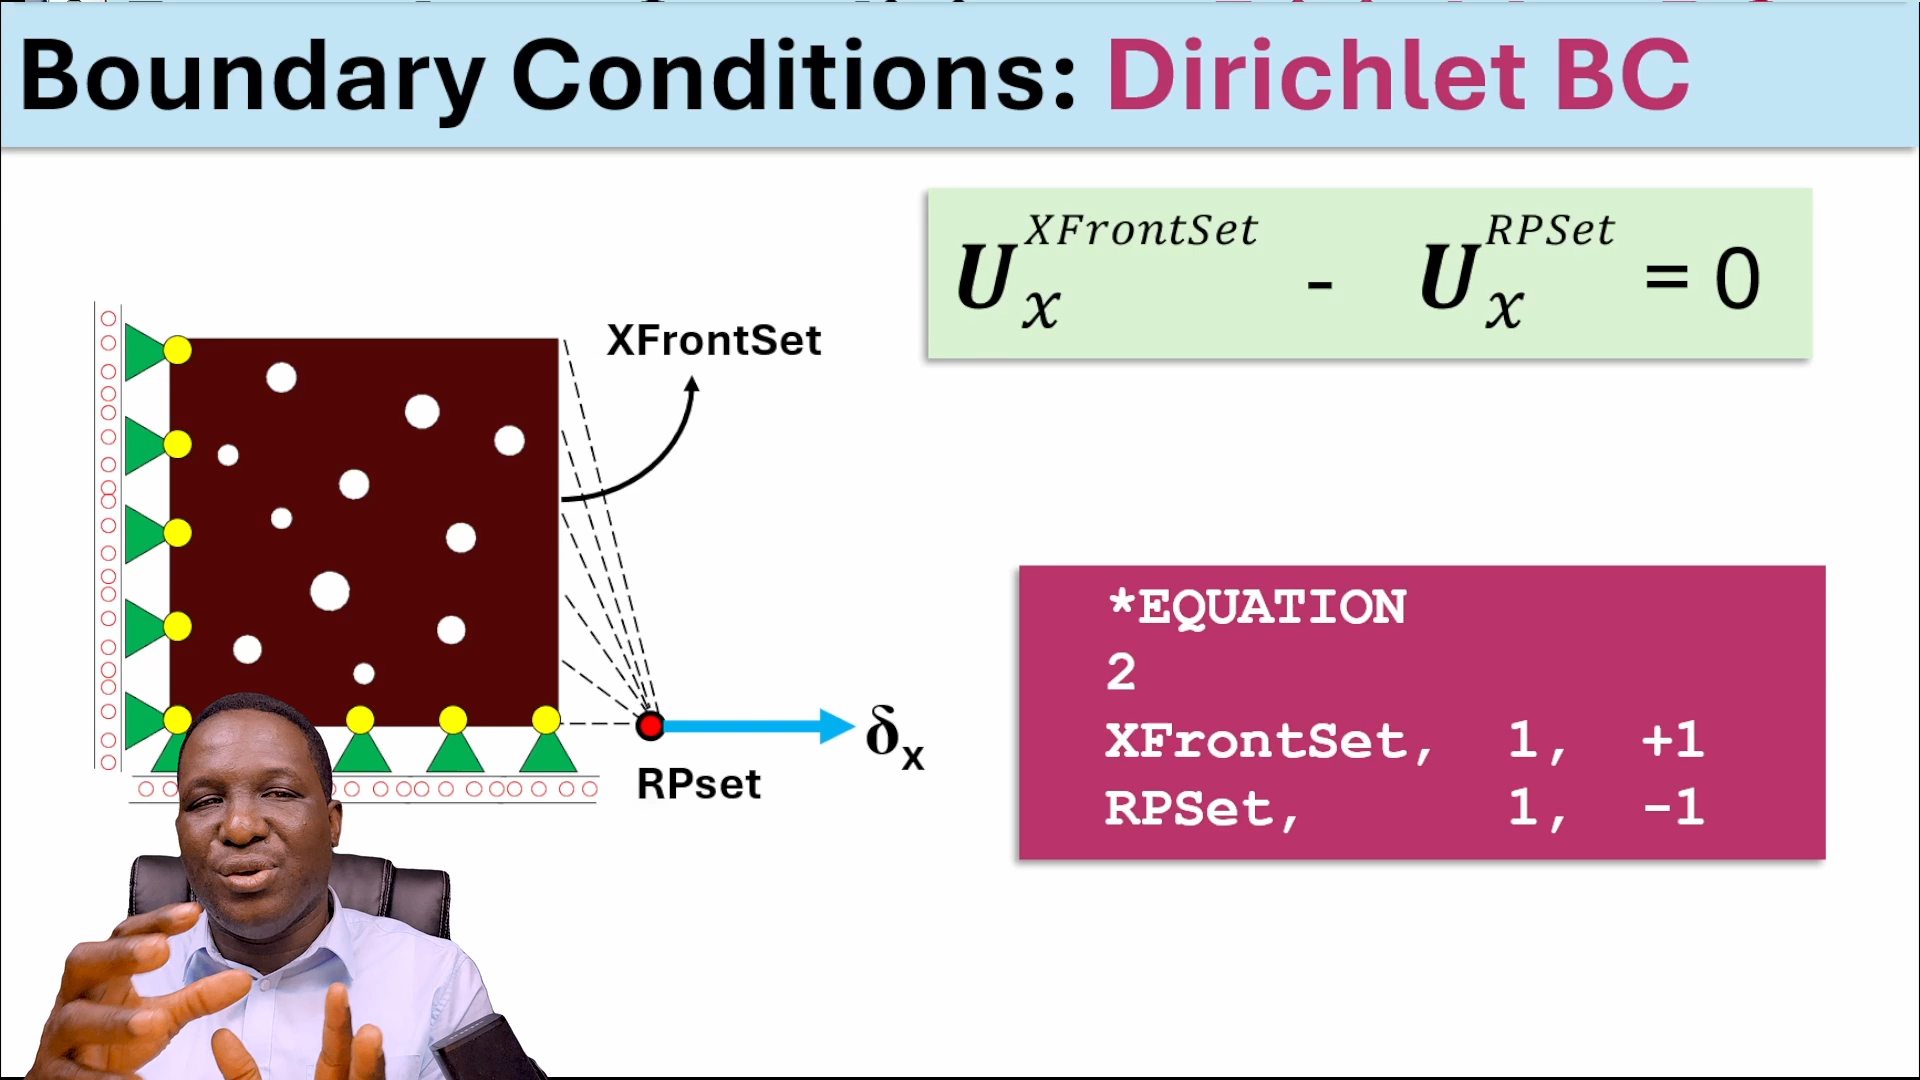 Boundary Conditions: Dirichlet BC
U_x^XFrontSet - U_x^RPSet = 0
XFrontSet
δx
RPset
*EQUATION
2
XFrontSet, 1, +1
RPSet, 1, -1